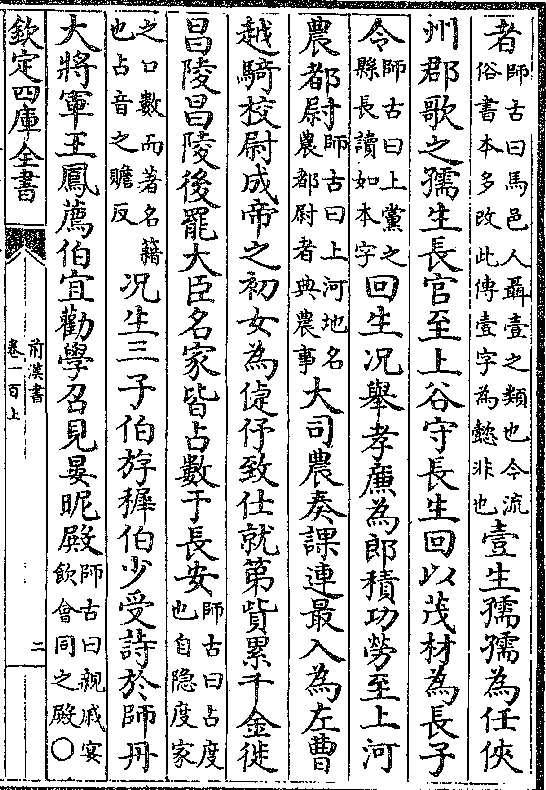 者師古曰馬邑人聶壹之類也今流俗書本多改此傳壹字為懿非也壹生孺孺為任俠
州郡歌之孺生長官至上谷守長生回以茂材為長子
令師古曰上黨之縣長讀如本字回生况舉孝廉為郎積功勞至上河
農都尉師古曰上河地名農都尉者典農事大司農奏課連最入為左曹
越騎校尉成帝之初女為倢伃致仕就第貲累千金徙
昌陵昌陵後罷大臣名家皆占數于長安師古曰占度也自隐度家
之口數而著名籍也占音之贍反况生三子伯斿穉伯少受詩於師丹
大將軍王鳳薦伯宜勸學召見宴昵殿師古曰親戚宴飲會同之殿○
欽定四庫全書
前漢書
卷一百上
二